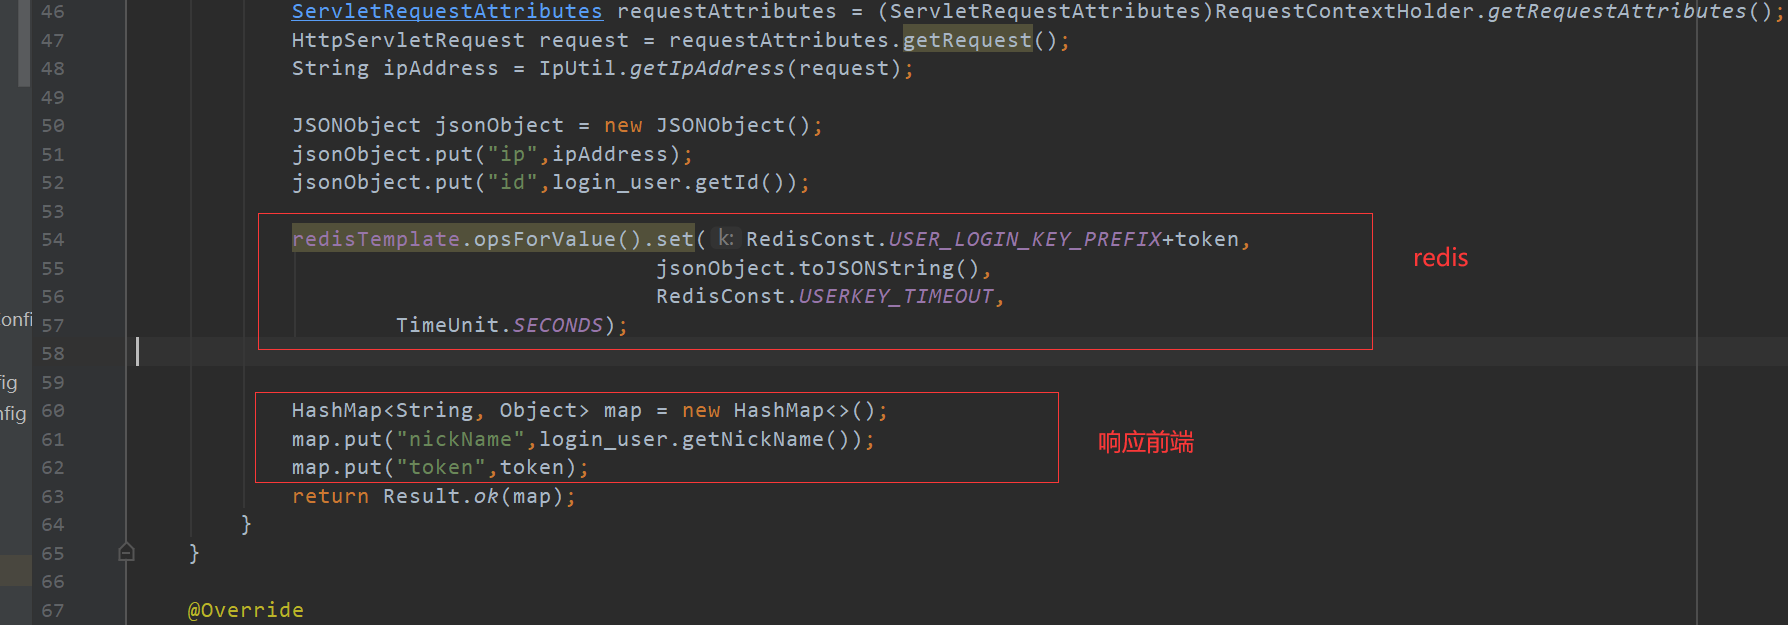 46 ServletRequestAttributes requestAttributes = (ServletRequestAttributes)RequestContextHolder.getRequestAttributes();
47 HttpServletRequest request = requestAttributes.getRequest();
48 String ipAddress = IpUtil.getIpAddress(request);
49
50 JSONObject jsonObject = new JSONObject();
51 jsonObject.put("ip",ipAddress);
52 jsonObject.put("id",login_user.getId());
53
54 redisTemplate.opsForValue().set( k: RedisConst.USER_LOGIN_KEY_PREFIX+token,
55 jsonObject.toJSONString(),
redis
56 RedisConst.USERKEY_TIMEOUT,
onfi
57 TimeUnit.SECONDS);
58
fig
59
nfig
60 HashMap<String, Object> map = new HashMap<>();
61 map.put("nickName",login_user.getNickName());
响应前端
62 map.put("token",token);
63 return Result.ok(map);
64 }
65 }
66
67 @Override